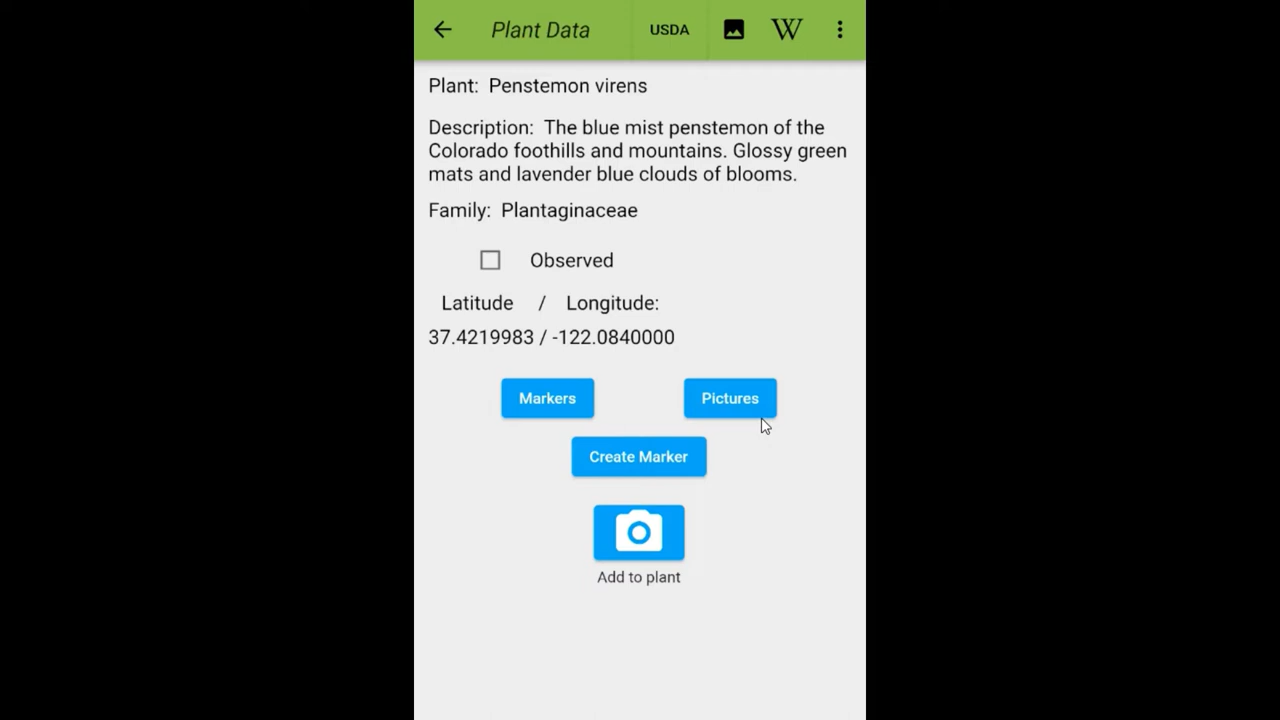 Plant Data USDA W
Plant: Penstemon virens
Description: The blue mist penstemon of the
Colorado foothills and mountains. Glossy green
mats and lavender blue clouds of blooms.
Family: Plantaginaceae
Observed
Latitude / Longitude:
37.4219983 / -122.0840000
Markers Pictures
Create Marker
Add to plant